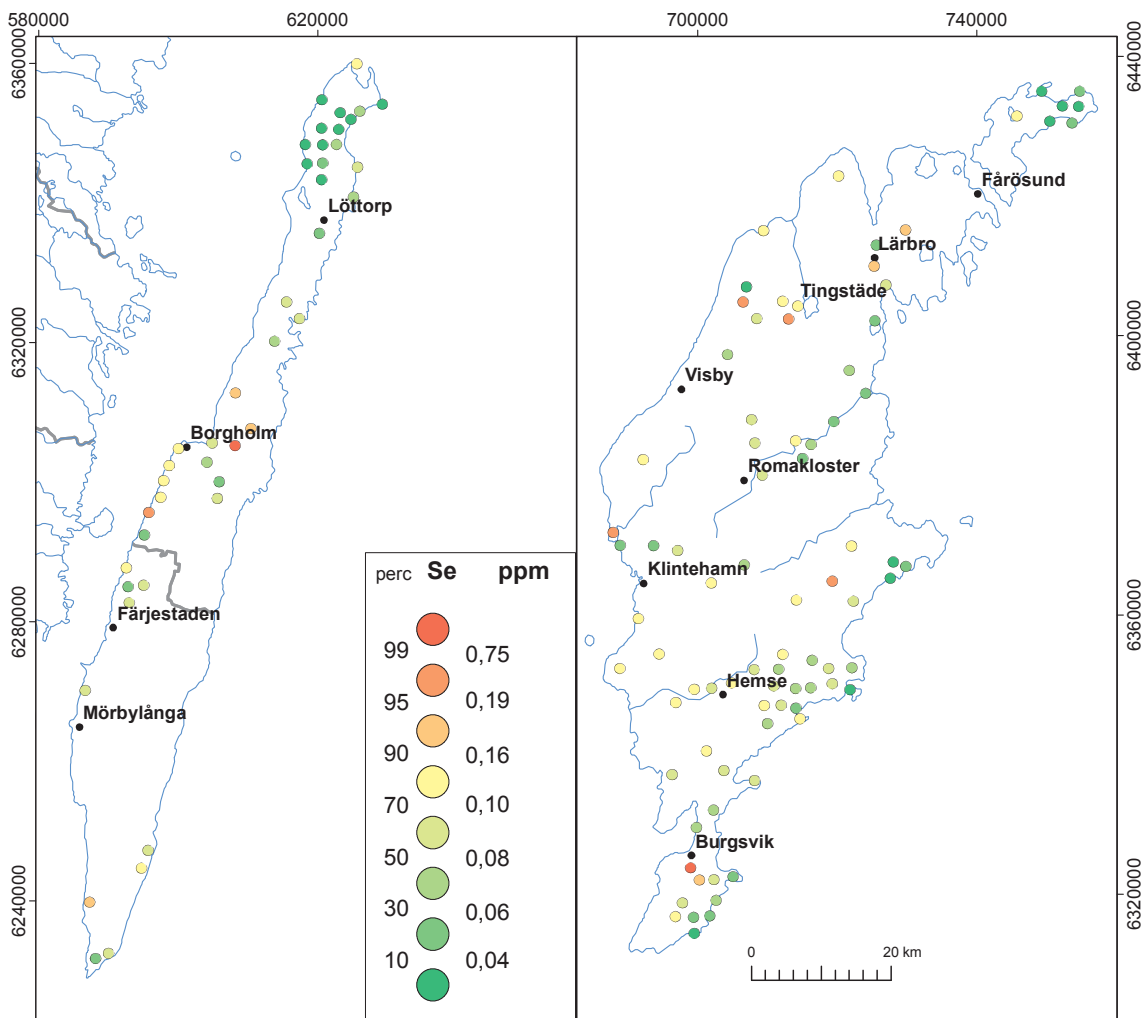 580000
620000
700000
740000
6360000
6440000
Fårösund
Löttorp
Lärbro
Tingstäde
6320000
6400000
Visby
Borgholm
Romakloster
perc Se ppm
Klintehamn
6280000
Färjestaden
6360000
99 0,75
Hemse
95 0,19
Mörbylånga
90 0,16
70 0,10
50 0,08
Burgsvik
30 0,06
6240000
6320000
10 0,04
0 20 km